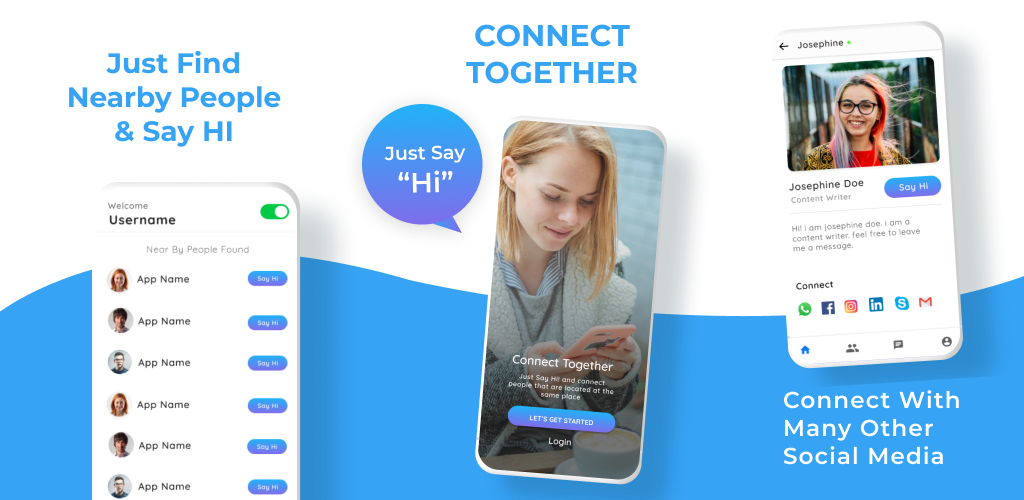 Just Find
Nearby People
& Say HI
Welcome
Username
Near By People Found
App Name
Say Hi
App Name
Say Hi
App Name
Say Hi
App Name
Say Hi
App Name
Say Hi
App Name
Say Hi
CONNECT
TOGETHER
Just Say
“Hi”
Connect Together
Just Say Hi! and connect
people that are located at the
same place
LET'S GET STARTED
Login
Josephine
Josephine Doe
Say Hi
Content Writer
Hi! i am josephine doe. i am a
content writer. feel free to leave
me a message.
Connect
Connect With
Many Other
Social Media